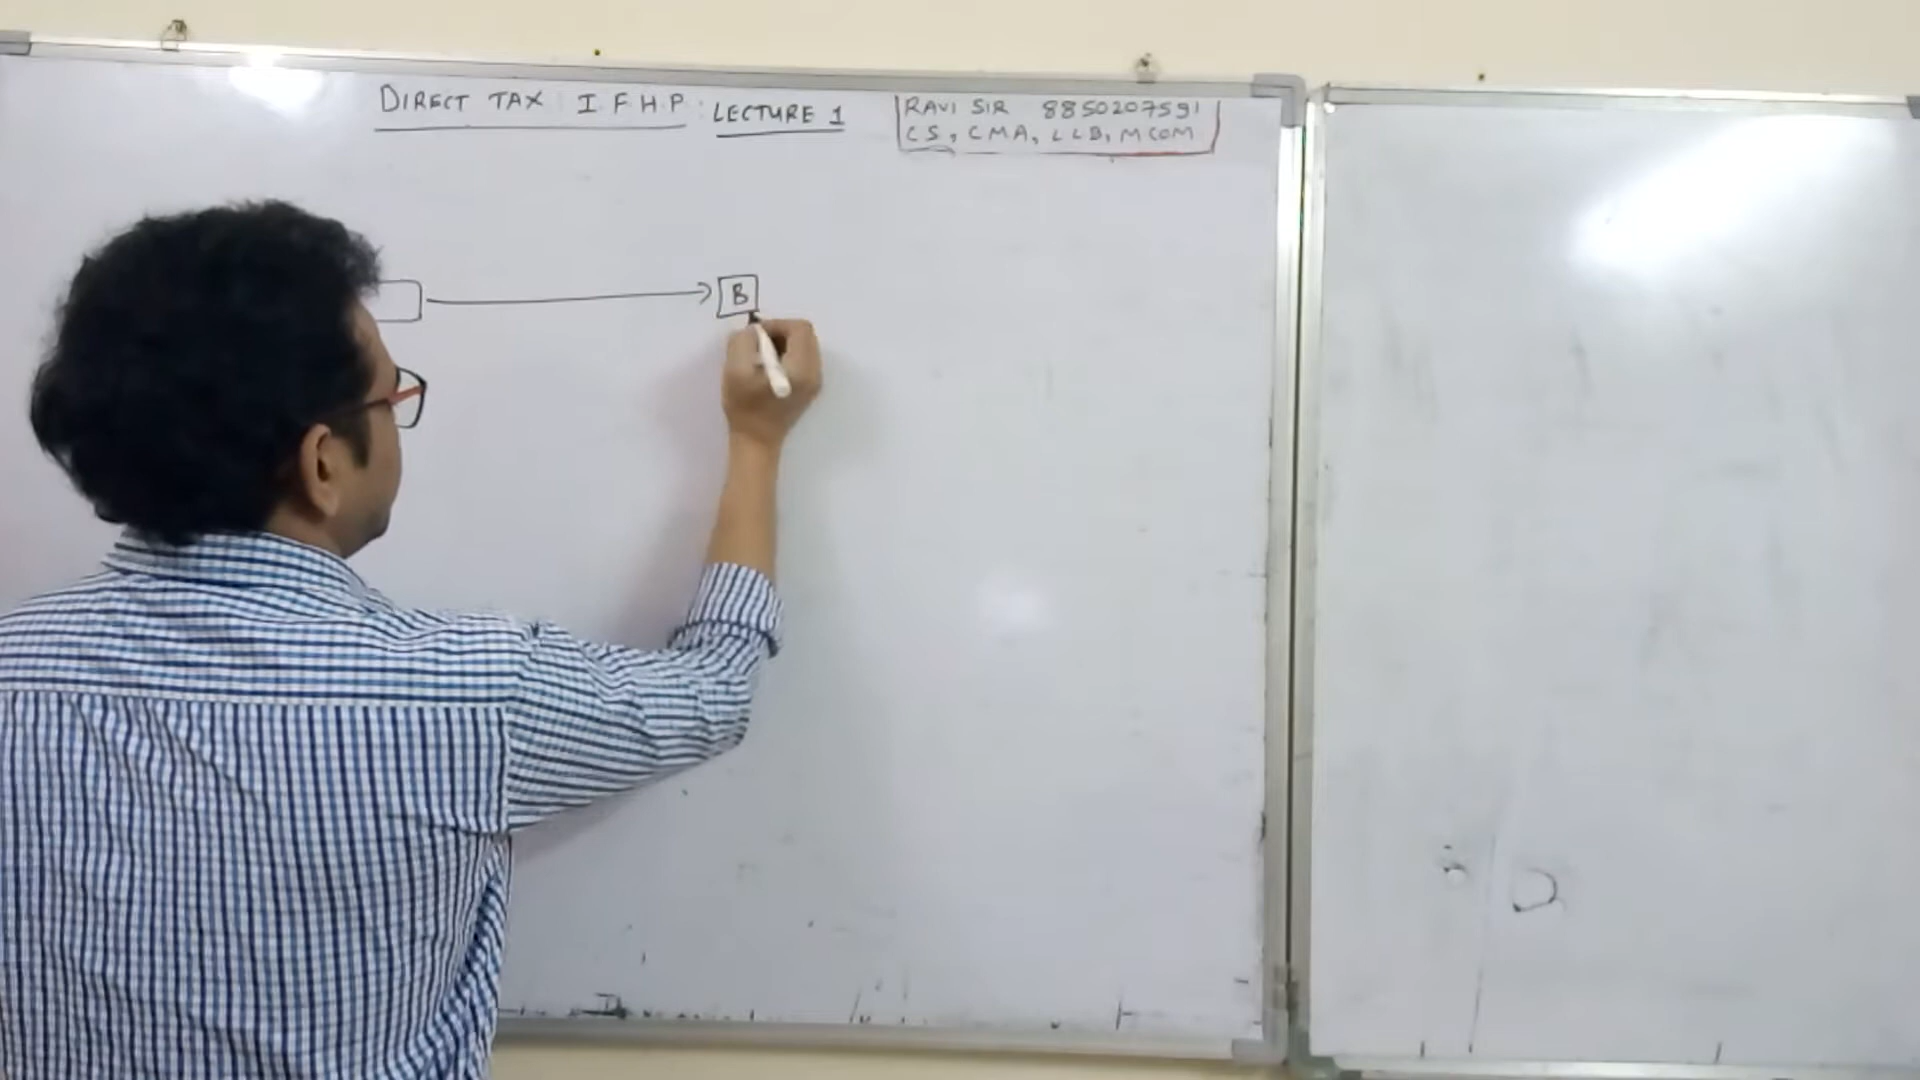 DIRECT TAX : I.F.H.P : LECTURE 1
RAVI SIR 8850207591
CS, CMA, LLB, MCOM
B